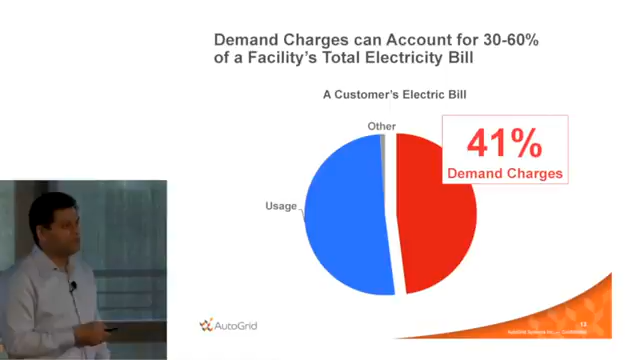 Demand Charges can Account for 30-60%
of a Facility's Total Electricity Bill
A Customer's Electric Bill
Other
41%
Demand Charges
Usage
AutoGrid
13